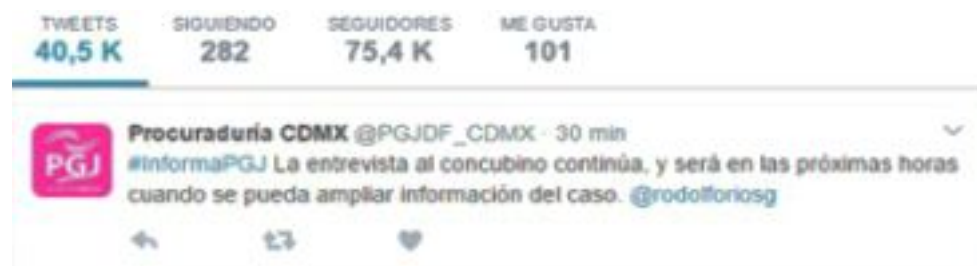 TWEETS SIGUIENDO SEGUIDORES ME GUSTA
40,5 K 282 75,4 K 101
PGJ
Procuraduría CDMX @PGJDF_CDMX · 30 min
#InformaPGJ La entrevista al concubino continúa, y será en las próximas horas
cuando se pueda ampliar información del caso. @rodolforiosg